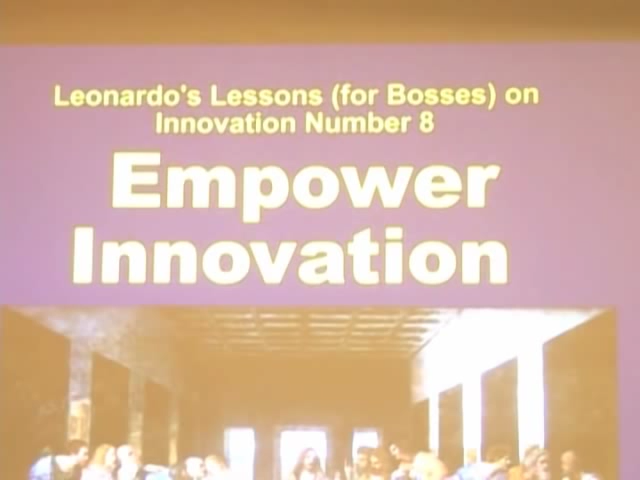 Leonardo's Lessons (for Bosses) on
Innovation Number 8
Empower
Innovation